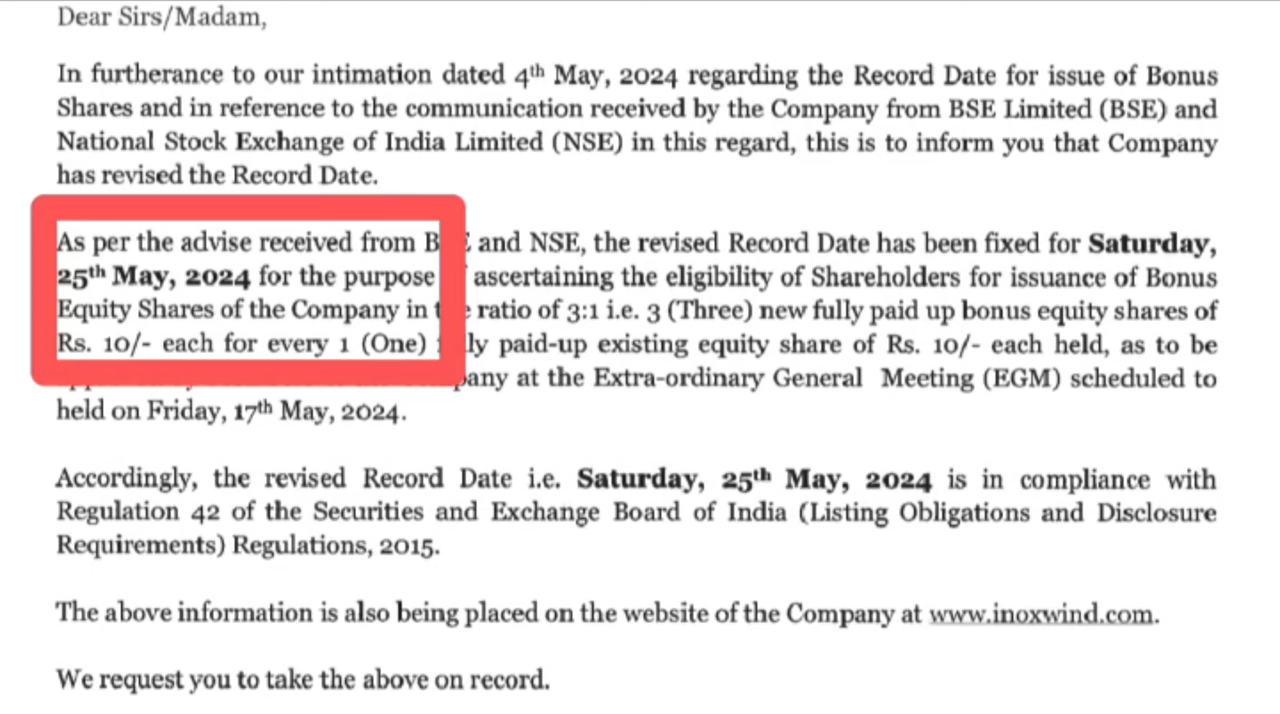 Dear Sirs/Madam,
In furtherance to our intimation dated 4th May, 2024 regarding the Record Date for issue of Bonus
Shares and in reference to the communication received by the Company from BSE Limited (BSE) and
National Stock Exchange of India Limited (NSE) in this regard, this is to inform you that Company
has revised the Record Date.
As per the advise received from B and NSE, the revised Record Date has been fixed for Saturday,
25th May, 2024 for the purpose ascertaining the eligibility of Shareholders for issuance of Bonus
Equity Shares of the Company in ratio of 3:1 i.e. 3 (Three) new fully paid up bonus equity shares of
Rs. 10/- each for every 1 (One) paid-up existing equity share of Rs. 10/- each held, as to be
at the Extra-ordinary General Meeting (EGM) scheduled to
held on Friday, 17th May, 2024.
Accordingly, the revised Record Date i.e. Saturday, 25th May, 2024 is in compliance with
Regulation 42 of the Securities and Exchange Board of India (Listing Obligations and Disclosure
Requirements) Regulations, 2015.
The above information is also being placed on the website of the Company at www.inoxwind.com.
We request you to take the above on record.